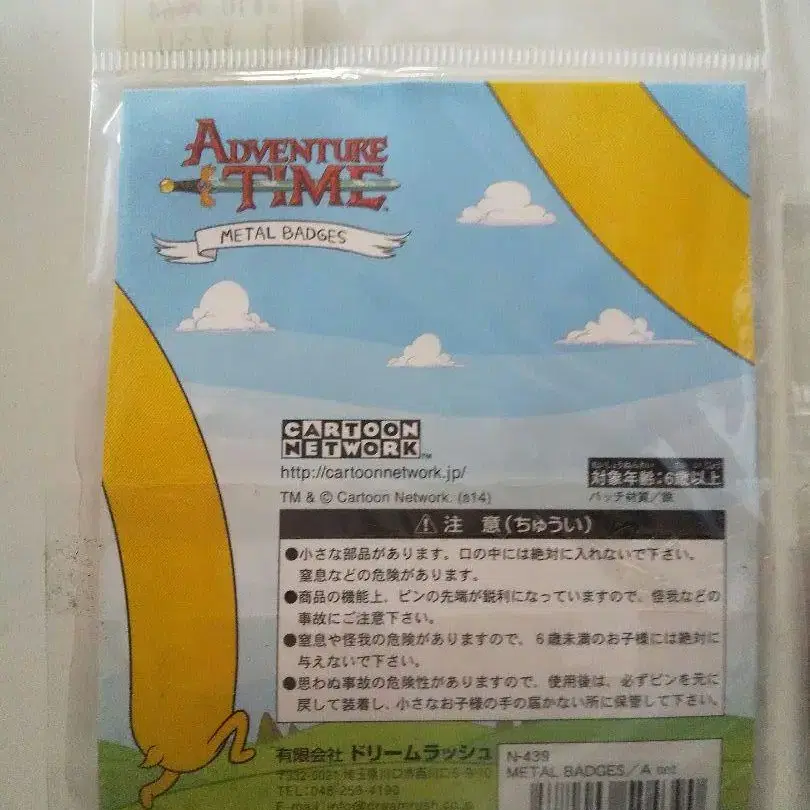 ADVENTURE
TIME
METAL BADGES
CARTOON
NETWORK
TM
http://cartoonnetwork.jp/
TM & © Cartoon Network. (s14)
対象年齢:6歳以上
バッチ材質/鉄
⚠ 注 意(ちゅうい)
●小さな部品があります。口の中には絶対に入れないで下さい。
窒息などの危険があります。
●商品の機能上、ピンの先端が鋭利になっていますので、怪我などの
事故にご注意下さい。
●窒息や怪我の危険がありますので、6歳未満のお子様には絶対に
与えないで下さい。
●思わぬ事故の危険性がありますので、使用後は、必ずピンを元に
戻して装着し、小さなお子様の手の届かない所に保管して下さい。
有限会社 ドリームラッシュ
N-439
METAL BADGES/A set